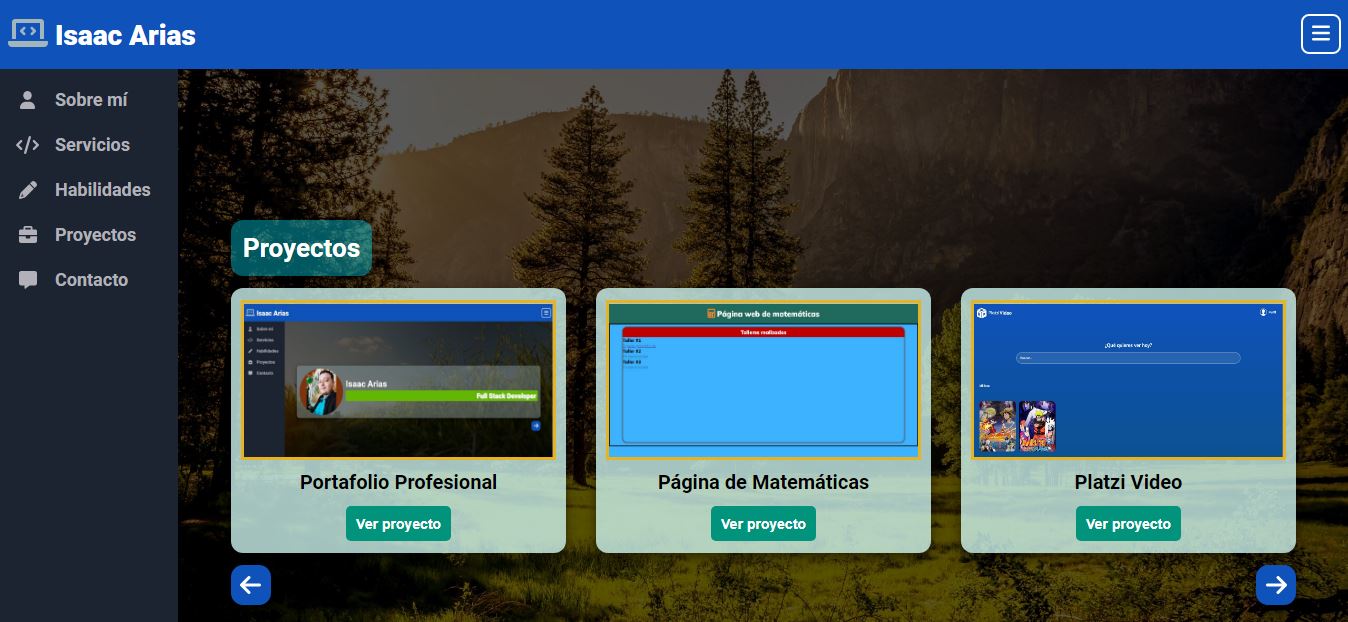 Isaac Arias
Sobre mí
Servicios
Habilidades
Proyectos
Contacto
Proyectos
Isaac Arias
Sobre mí
Servicios
Habilidades
Proyectos
Contacto
Isaac Arias
Full Stack Developer
Portafolio Profesional
Ver proyecto
Página web de matemáticas
Talleres realizados
Taller #1
Taller #2
Taller #3
Página de Matemáticas
Ver proyecto
Platzi Video
¿Qué quieres ver hoy?
Platzi Video
Ver proyecto